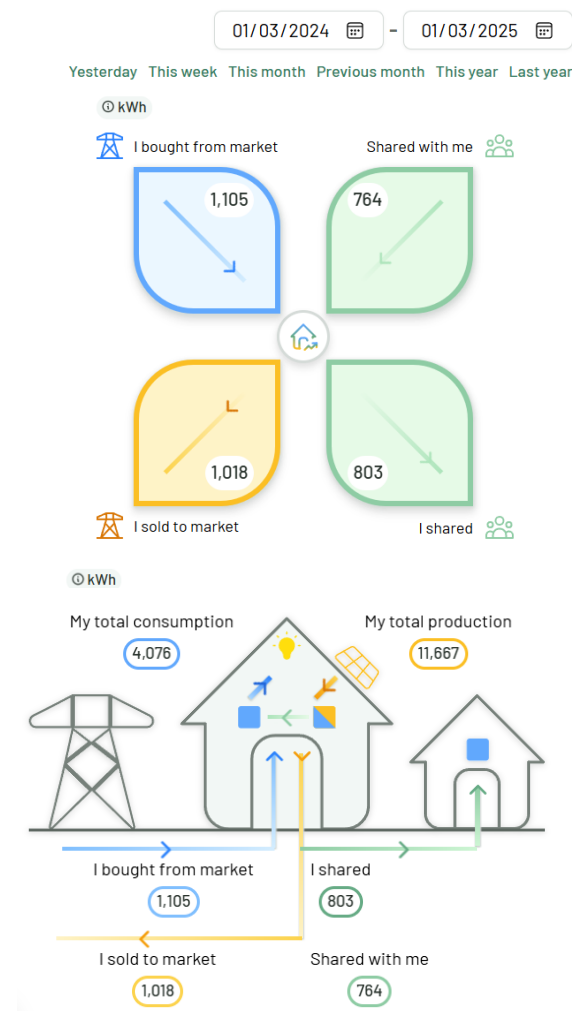 01/03/2024 - 01/03/2025
Yesterday This week This month Previous month This year Last year
kWh
I bought from market Shared with me
1,105 764
1,018 803
I sold to market I shared
kWh
My total consumption My total production
4,076 11,667
I bought from market I shared
1,105 803
I sold to market Shared with me
1,018 764